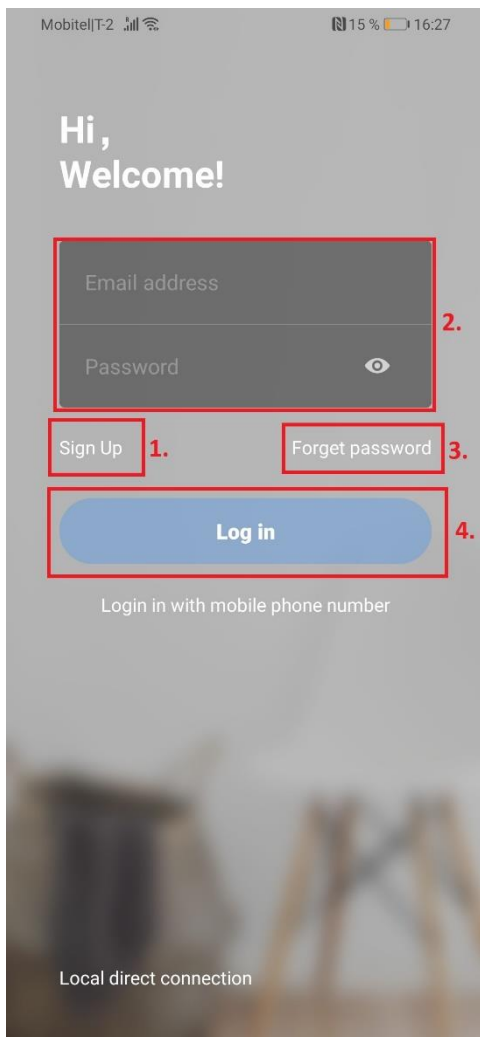 Mobitel|T-2 15 % 16:27
Hi,
Welcome!
Email address
2.
Password
Sign Up 1. Forget password 3.
Log in 4.
Login in with mobile phone number
Local direct connection